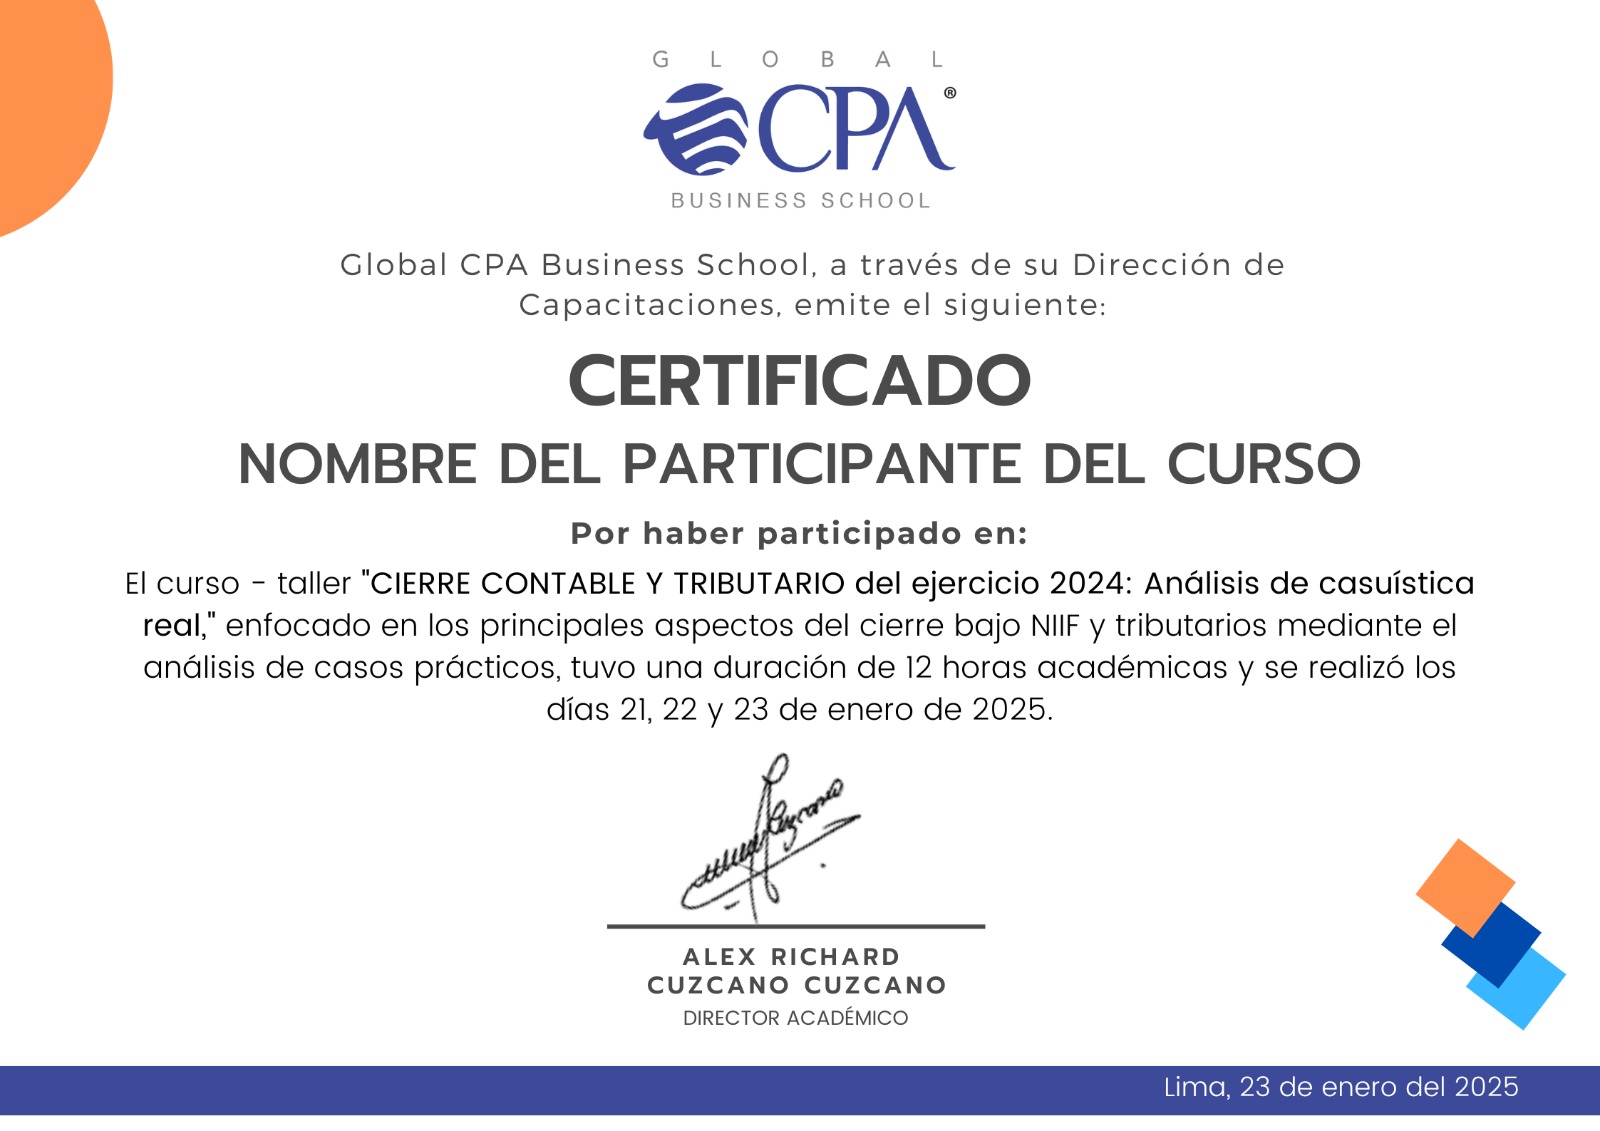 GLOBAL
CPA®
BUSINESS SCHOOL
Global CPA Business School, a través de su Dirección de
Capacitaciones, emite el siguiente:
CERTIFICADO
NOMBRE DEL PARTICIPANTE DEL CURSO
Por haber participado en:
El curso - taller "CIERRE CONTABLE Y TRIBUTARIO del ejercicio 2024: Análisis de casuística
real," enfocado en los principales aspectos del cierre bajo NIIF y tributarios mediante el
análisis de casos prácticos, tuvo una duración de 12 horas académicas y se realizó los
días 21, 22 y 23 de enero de 2025.
ALEX RICHARD
CUZCANO CUZCANO
DIRECTOR ACADÉMICO
Lima, 23 de enero del 2025